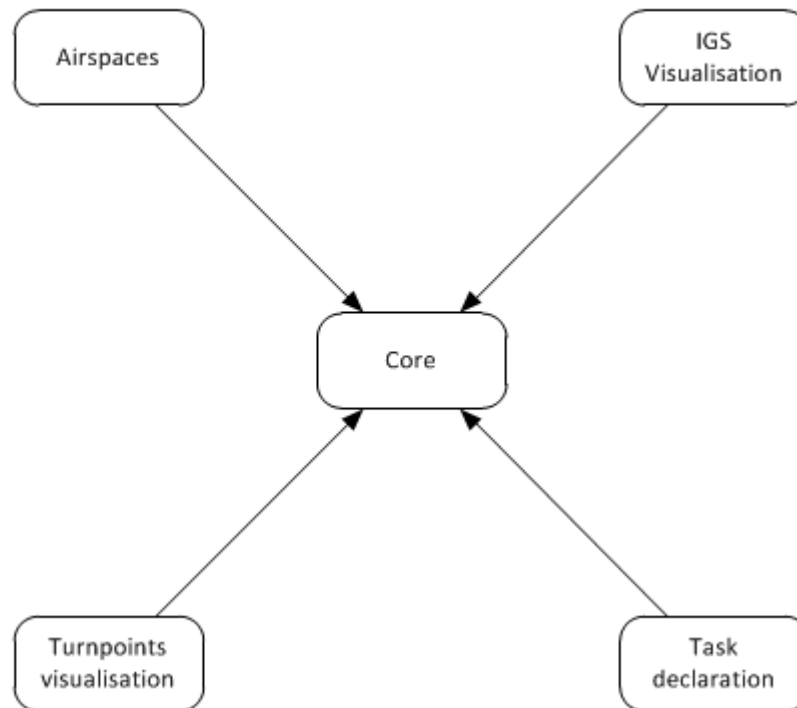 Airspaces
IGS
Visualisation
Core
Turnpoints
visualisation
Task
declaration